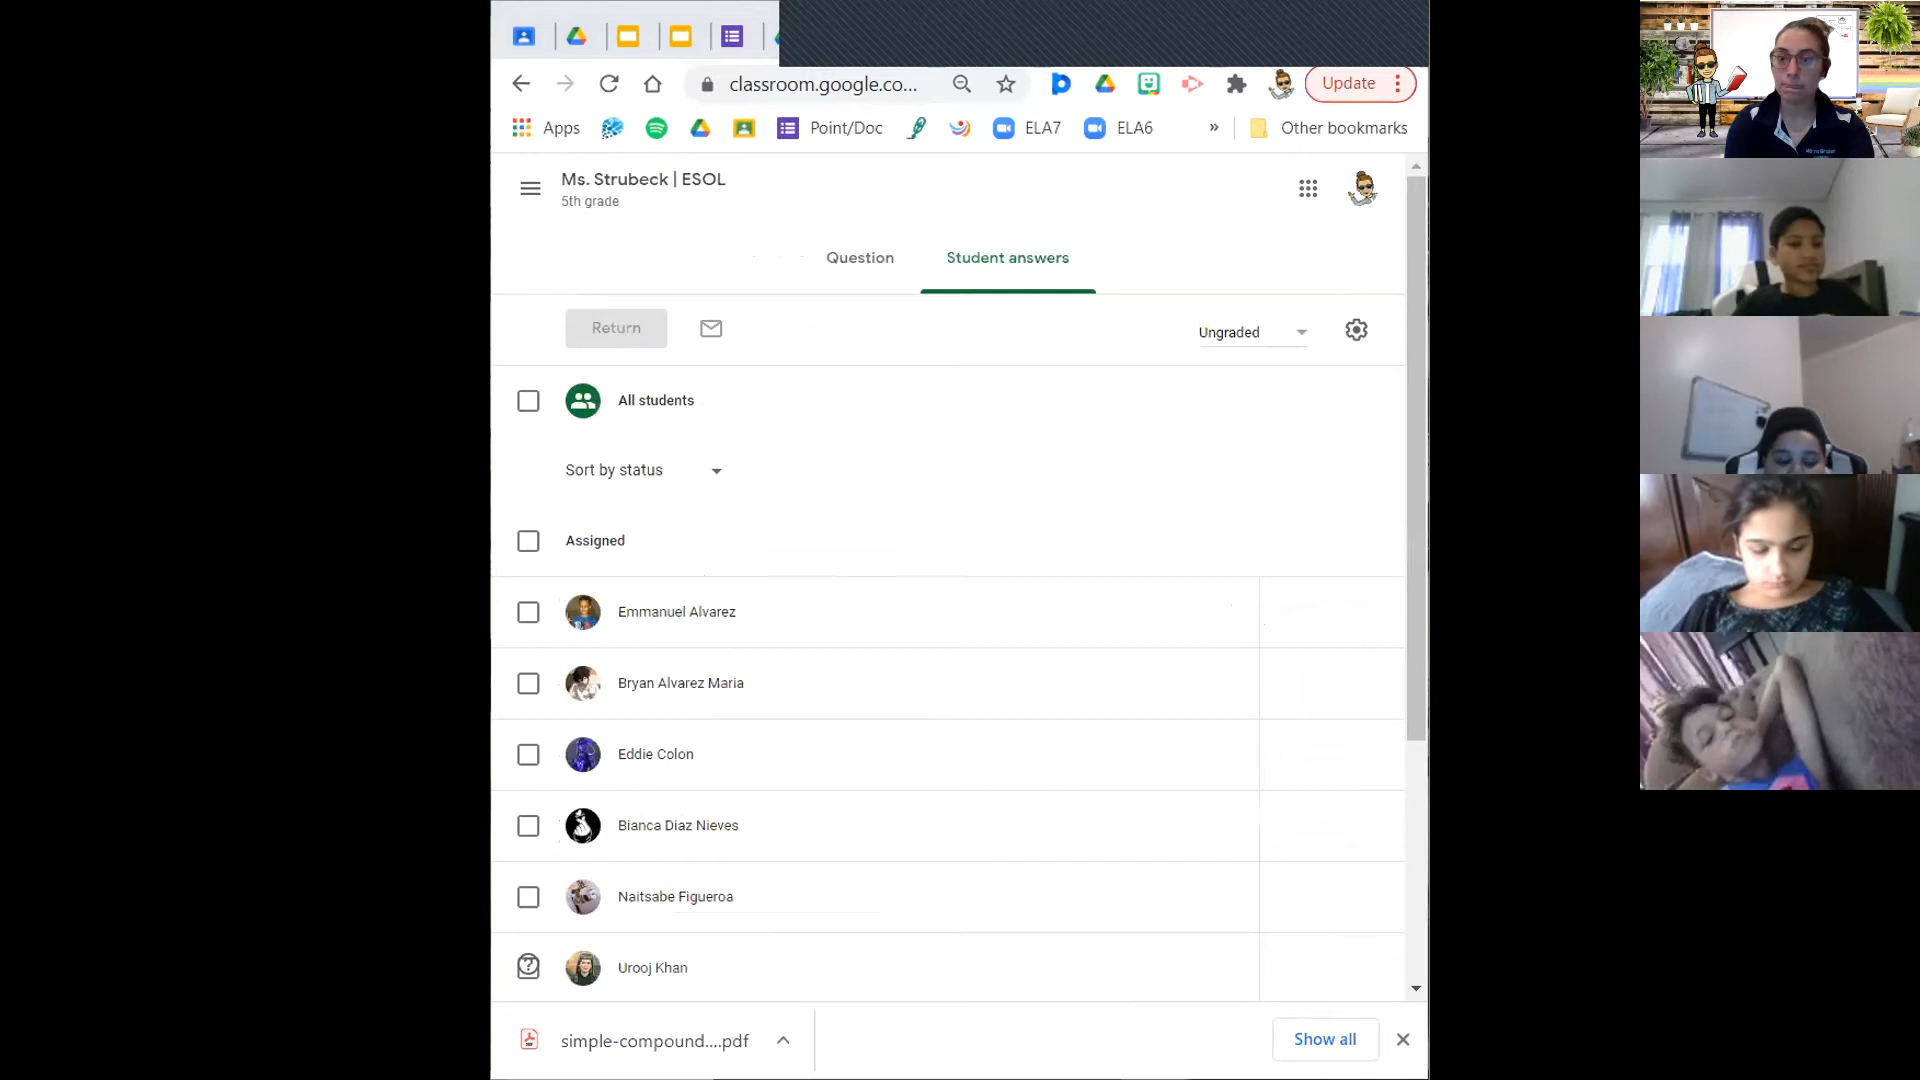 classroom.google.co...
Update
Apps
Point/Doc
ELA7
ELA6
»
Other bookmarks
Ms. Strubeck | ESOL
5th grade
Question
Student answers
Return
Ungraded
All students
Sort by status
Assigned
Emmanuel Alvarez
Bryan Alvarez Maria
Eddie Colon
Bianca Diaz Nieves
Naitsabe Figueroa
Urooj Khan
simple-compound....pdf
Show all